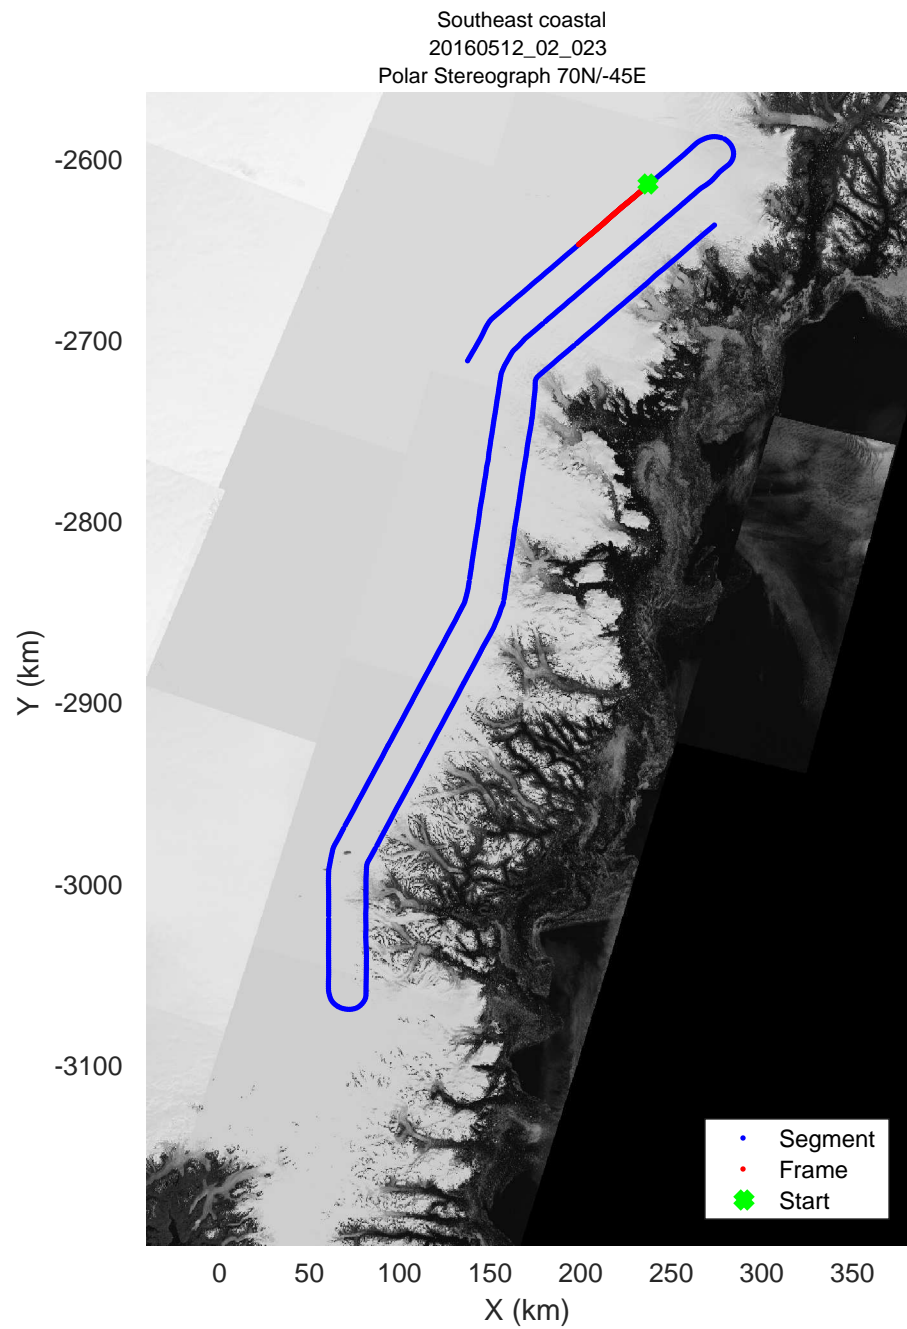 Southeast coastal
20160512_02_023
Polar Stereograph 70N/-45E
-2600
-2700
-2800
-2900
-3000
-3100
Y (km)
Segment
Frame
Start
0 50 100 150 200 250 300 350
X (km)